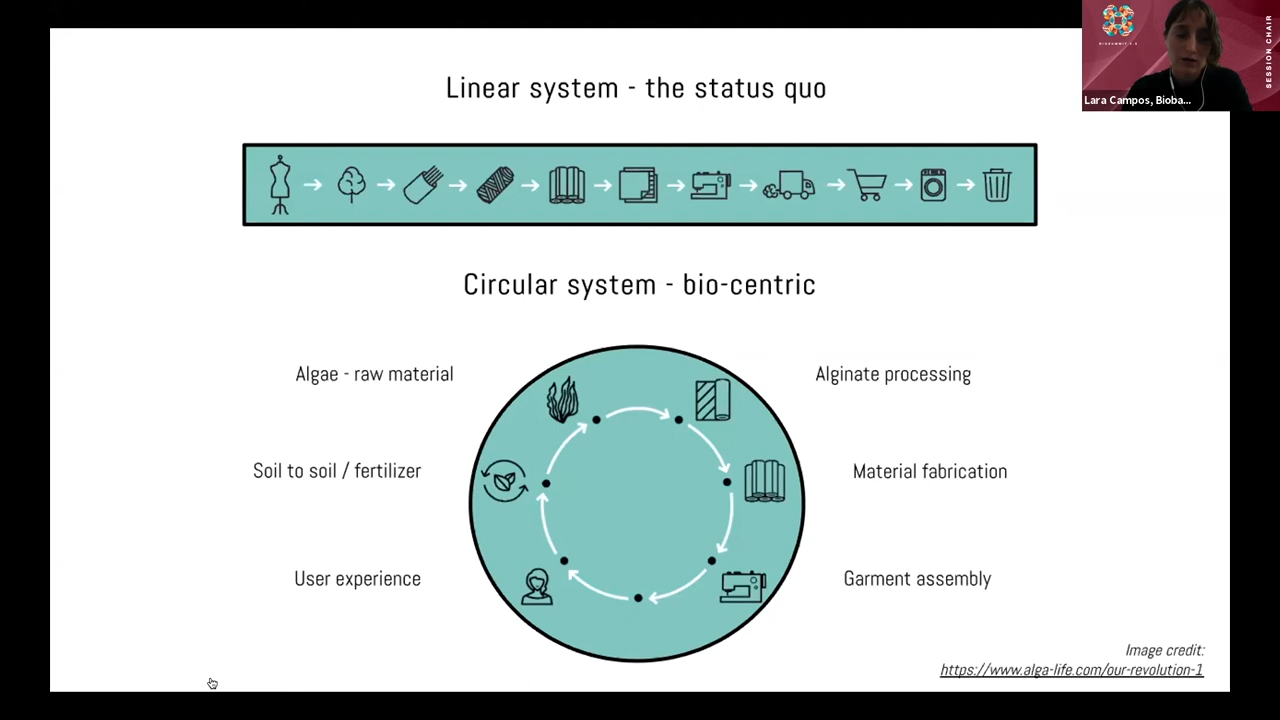 Linear system - the status quo
Circular system - bio-centric
Algae - raw material
Alginate processing
Soil to soil / fertilizer
Material fabrication
User experience
Garment assembly
Image credit:
https://www.alga-life.com/our-revolution-1
SESSION CHAIR
Lara Campos, Bioba...